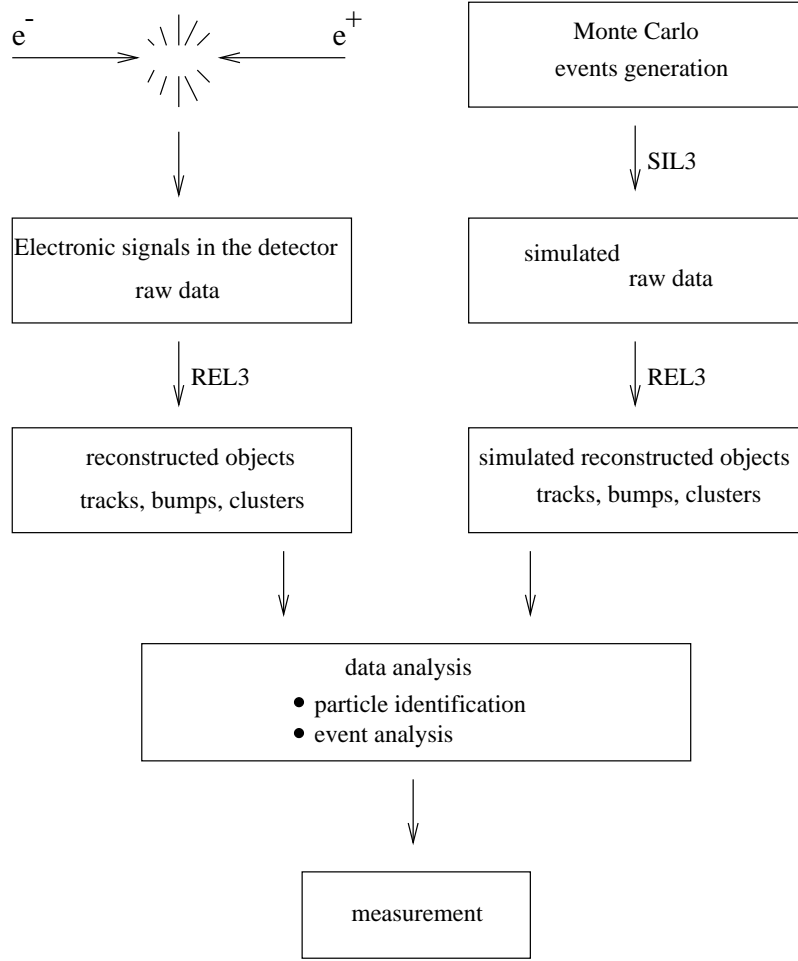 e-
e+
Monte Carlo
events generation
SIL3
Electronic signals in the detector
raw data
simulated
raw data
REL3
REL3
reconstructed objects
tracks, bumps, clusters
simulated reconstructed objects
tracks, bumps, clusters
data analysis
• particle identification
• event analysis
measurement